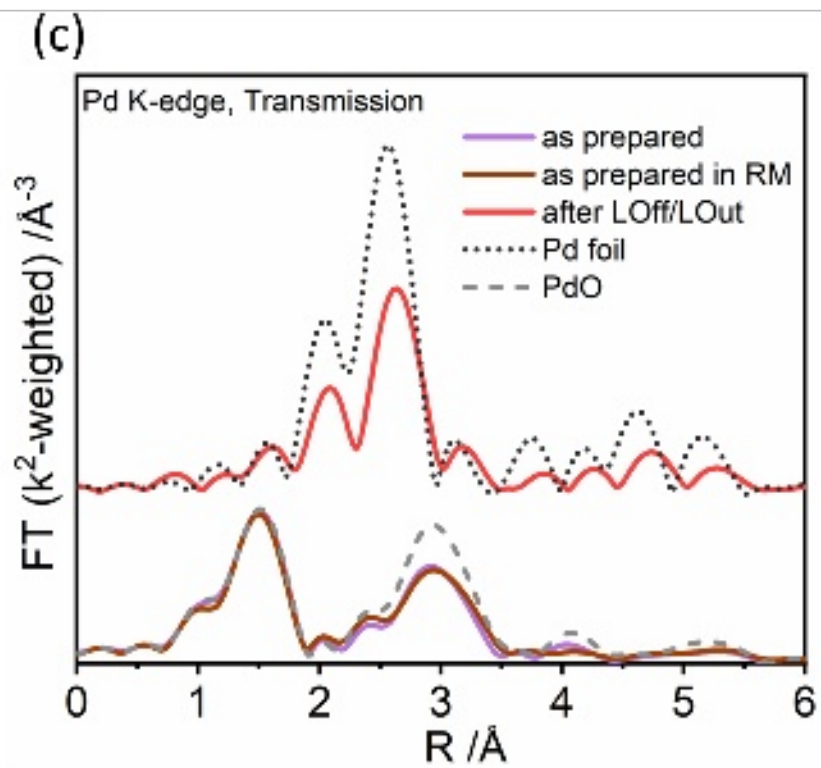 (c)
Pd K-edge, Transmission
as prepared
as prepared in RM
after LOff/LOut
Pd foil
PdO
FT (k²-weighted) /Å⁻³
0 1 2 3 4 5 6
R /Å